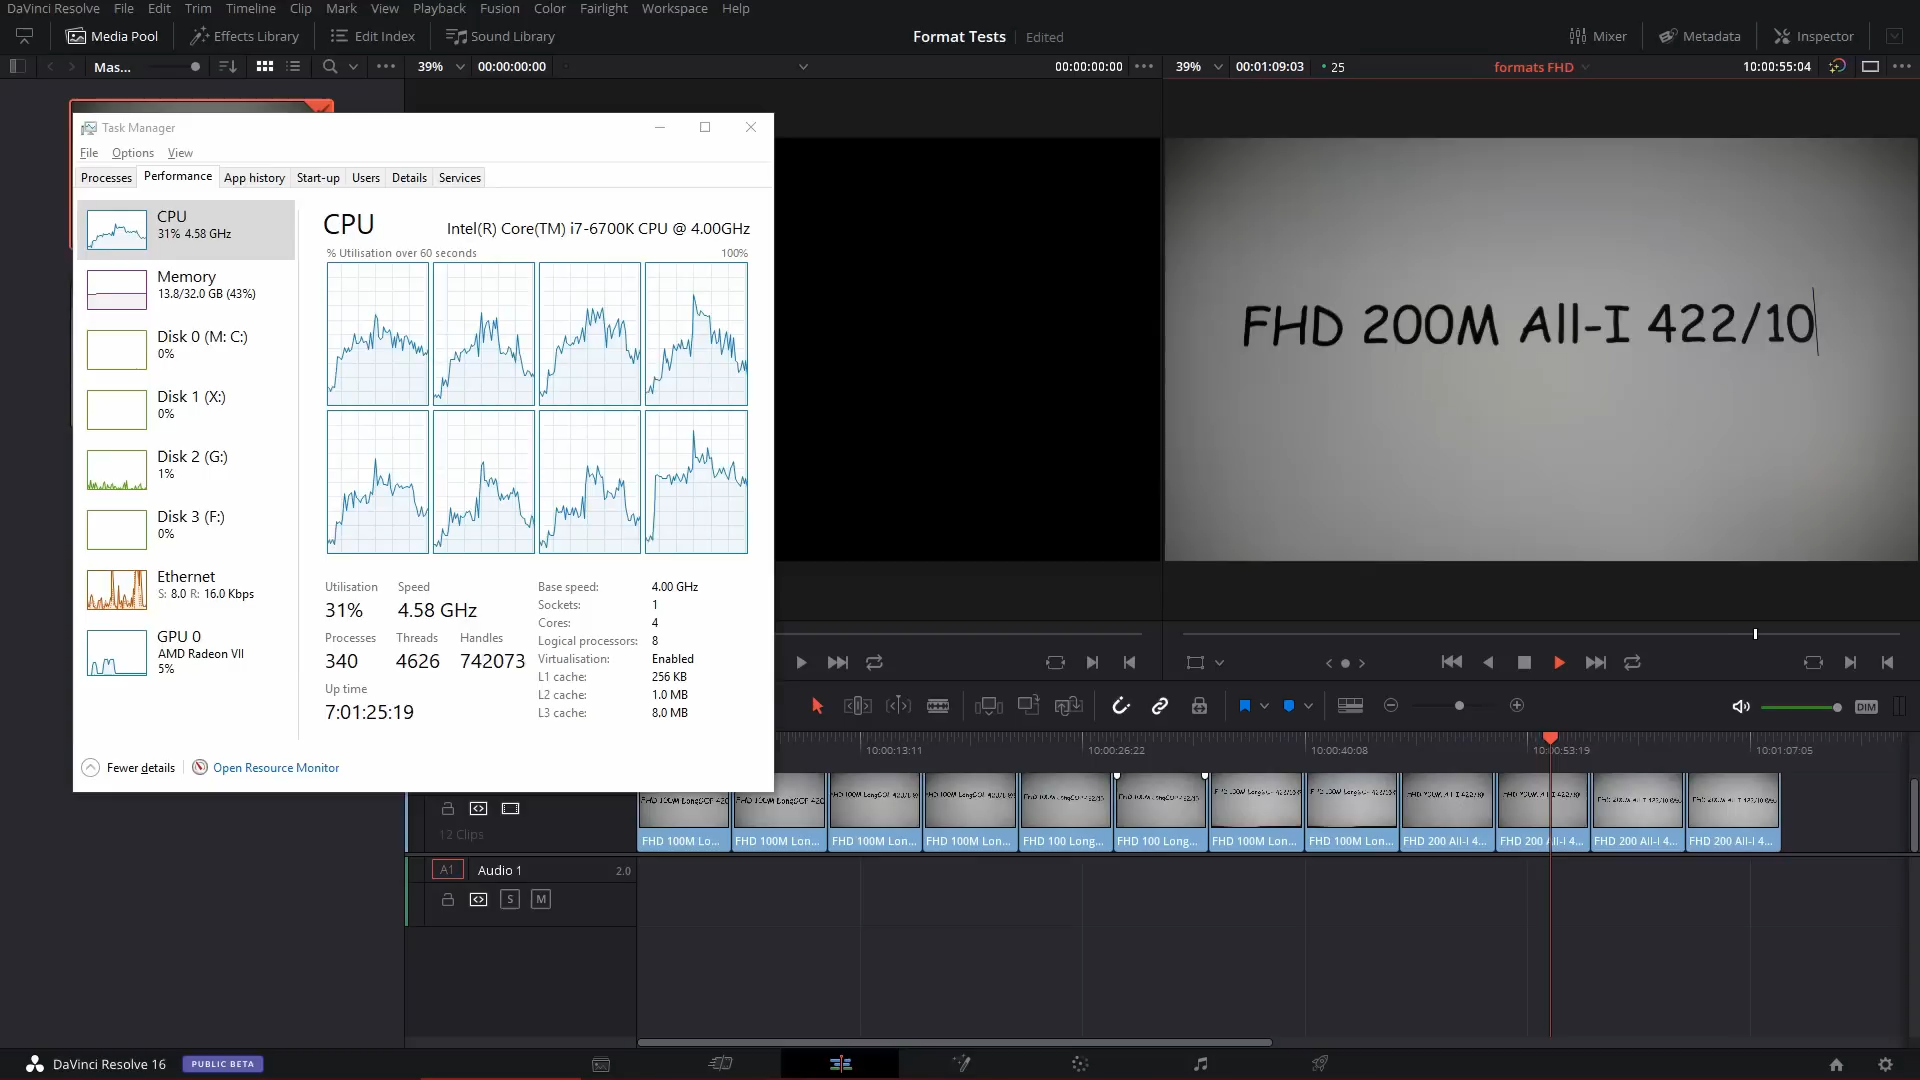 DaVinci Resolve File Edit Trim Timeline Clip Mark View Playback Fusion Color Fairlight Workspace Help
Media Pool Effects Library Edit Index Sound Library Format Tests Edited Mixer Metadata Inspector
Mas... 39% 00:00:00:00 00:00:00:00 39% 00:01:09:03 25 formats FHD 10:00:55:04
Task Manager
File Options View
Processes Performance App history Start-up Users Details Services
CPU
31% 4.58 GHz
Memory
13.8/32.0 GB (43%)
Disk 0 (M: C:)
0%
Disk 1 (X:)
0%
Disk 2 (G:)
1%
Disk 3 (F:)
0%
Ethernet
S: 8.0 R: 16.0 Kbps
GPU 0
AMD Radeon VII
5%
CPU Intel(R) Core(TM) i7-6700K CPU @ 4.00GHz
% Utilisation over 60 seconds 100%
Utilisation Speed
31% 4.58 GHz
Processes Threads Handles
340 4626 742073
Up time
7:01:25:19
Base speed: 4.00 GHz
Sockets: 1
Cores: 4
Logical processors: 8
Virtualisation: Enabled
L1 cache: 256 KB
L2 cache: 1.0 MB
L3 cache: 8.0 MB
Fewer details Open Resource Monitor
FHD 200M All-I 422/10
DIM
10:00:13:11 10:00:26:22 10:00:40:08 10:00:53:19 10:01:07:05
12 Clips
FHD 100M Lo... FHD 100M Lon... FHD 100M Lon... FHD 100M Lon... FHD 100 Long... FHD 100 Long... FHD 100M Lon... FHD 100M Lon... FHD 200 All-I 4... FHD 200 All-I 4... FHD 200 All-I 4... FHD 200 All-I 4...
A1 Audio 1 2.0
S M
DaVinci Resolve 16 PUBLIC BETA